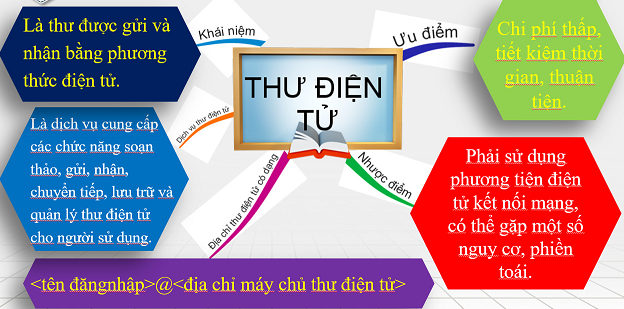 THƯ ĐIỆN
TỬ
Khái niệm
Là thư được gửi và
nhận bằng phương
thức điện tử.
Dịch vụ thư điện tử
Là dịch vụ cung cấp
các chức năng soạn
thảo, gửi, nhận,
chuyển tiếp, lưu trữ và
quản lý thư điện tử
cho người sử dụng.
Địa chỉ thư điện tử có dạng
<tên đăngnhập>@<địa chỉ máy chủ thư điện tử>
Ưu điểm
Chi phí thấp,
tiết kiệm thời
gian, thuận
tiện.
Nhược điểm
Phải sử dụng
phương tiện điện
tử kết nối mạng,
có thể gặp một số
nguy cơ, phiền
toái.